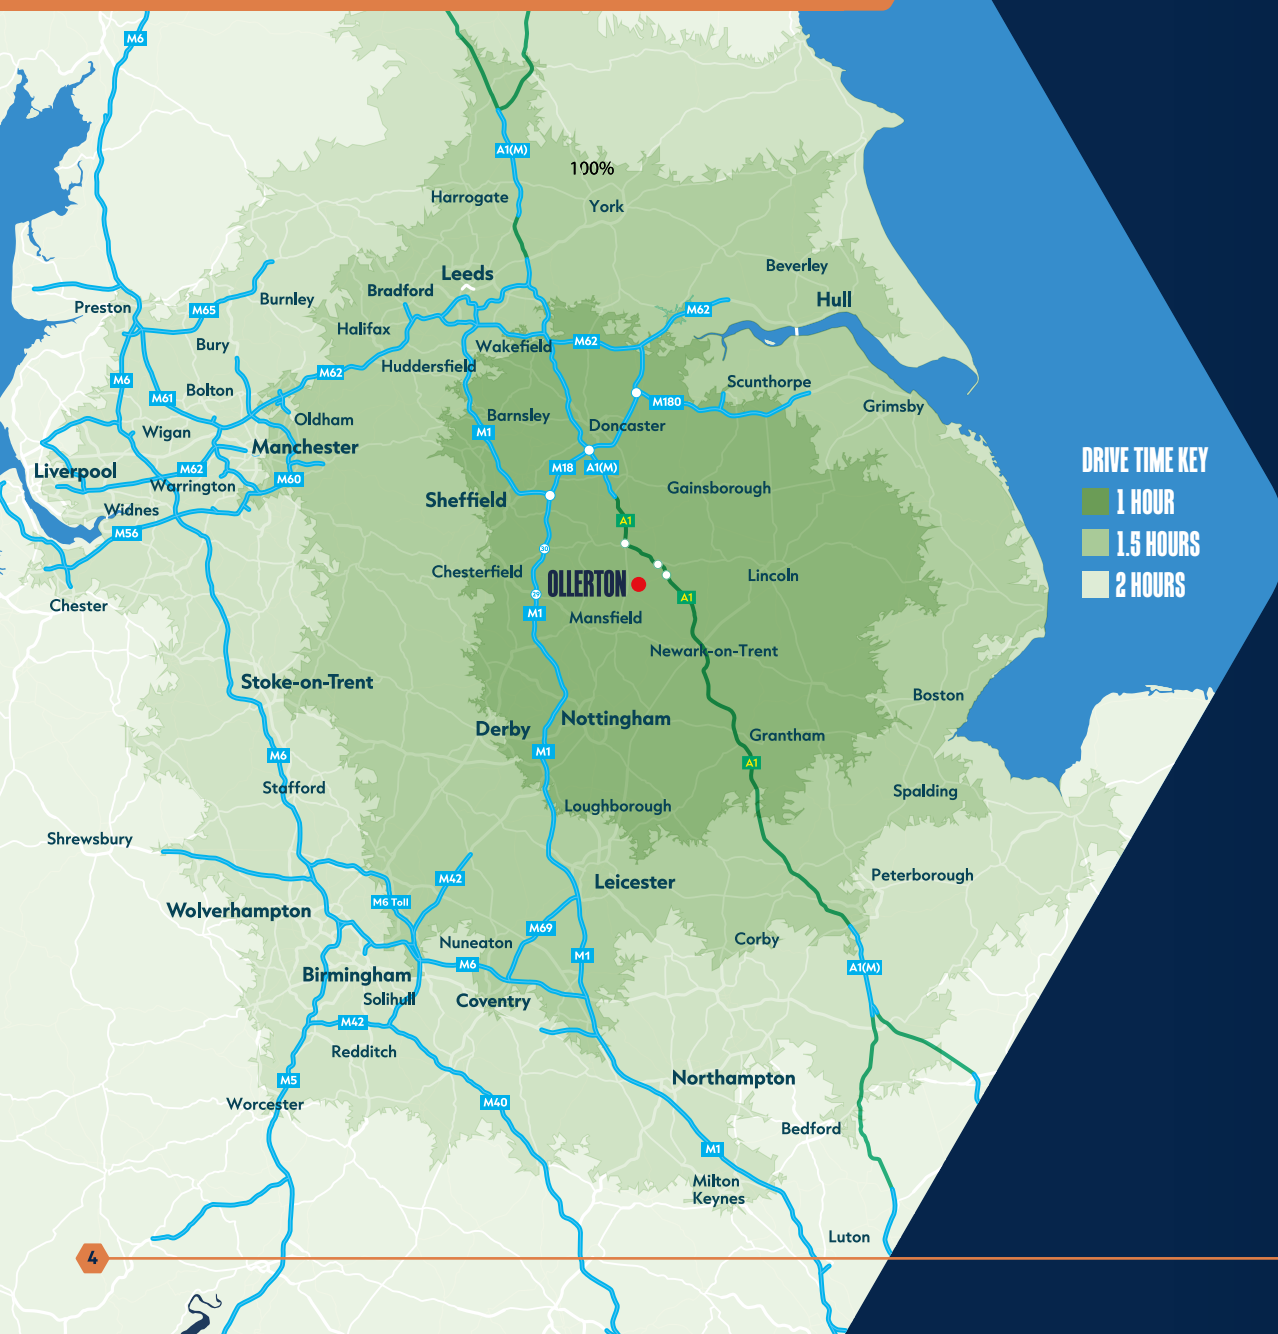 M6
A1(M)
100%
Harrogate
York
Beverley
Leeds
Bradford
Hull
Burnley
Preston
M65
M62
Halifax
Bury
Wakefield
M62
Huddersfield
M62
M6
Scunthorpe
Bolton
M61
M180
Grimsby
Barnsley
Oldham
Doncaster
Wigan
M1
Manchester
DRIVE TIME KEY
Liverpool
M62
M18
A1(M)
M60
Warrington
Gainsborough
Sheffield
1 HOUR
Widnes
A1
M56
30
1.5 HOURS
Chesterfield
Lincoln
OLLERTON
2 HOURS
29
A1
Chester
M1
Mansfield
Newark-on-Trent
Stoke-on-Trent
Boston
Nottingham
Derby
Grantham
M1
M6
A1
Stafford
Spalding
Loughborough
Shrewsbury
Peterborough
M42
Leicester
M6 Toll
Wolverhampton
M69
Corby
Nuneaton
M1
M6
A1(M)
Birmingham
Solihull
Coventry
M42
Redditch
Northampton
M5
M40
Worcester
Bedford
M1
Milton
Keynes
Luton
4